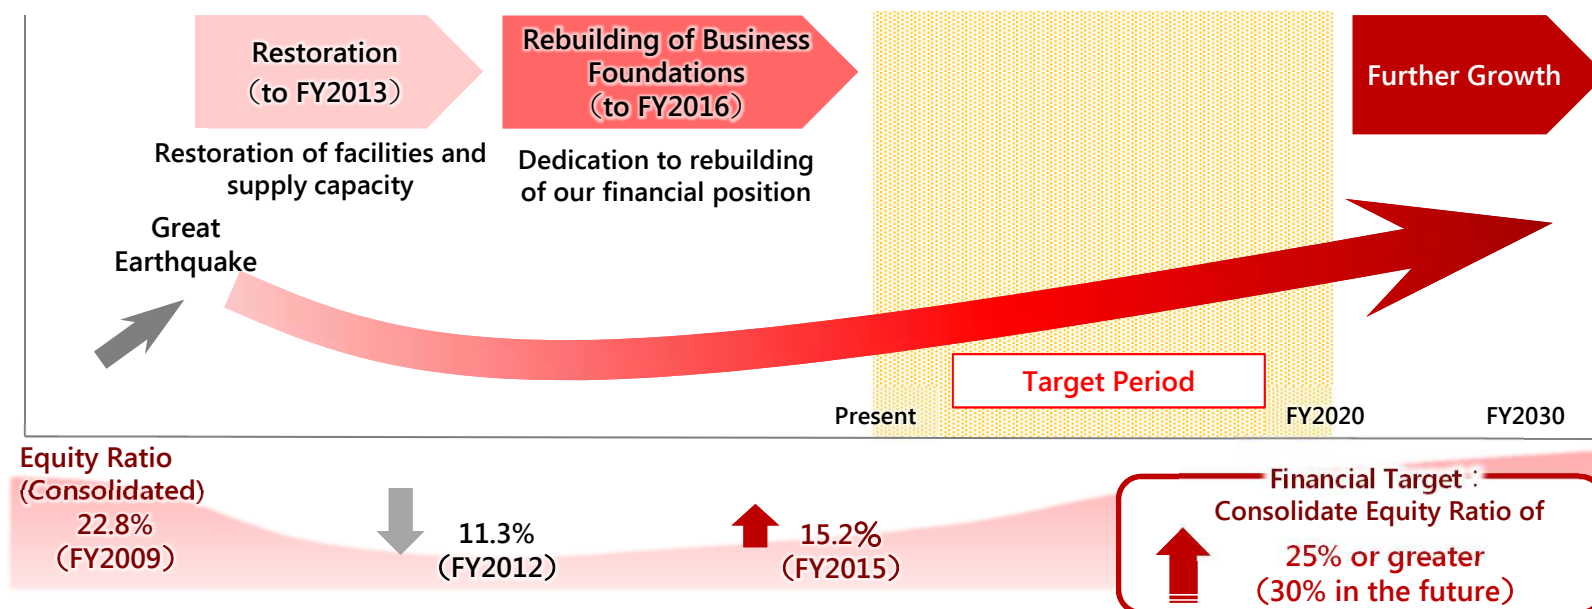 Restoration
（to FY2013）
Rebuilding of Business
Foundations
（to FY2016）
Further Growth
Restoration of facilities and
supply capacity
Dedication to rebuilding
of our financial position
Great
Earthquake
Target Period
Present
FY2020
FY2030
Equity Ratio
(Consolidated)
22.8%
(FY2009)
11.3%
(FY2012)
15.2%
(FY2015)
Financial Target：
Consolidate Equity Ratio of
25% or greater
(30% in the future)